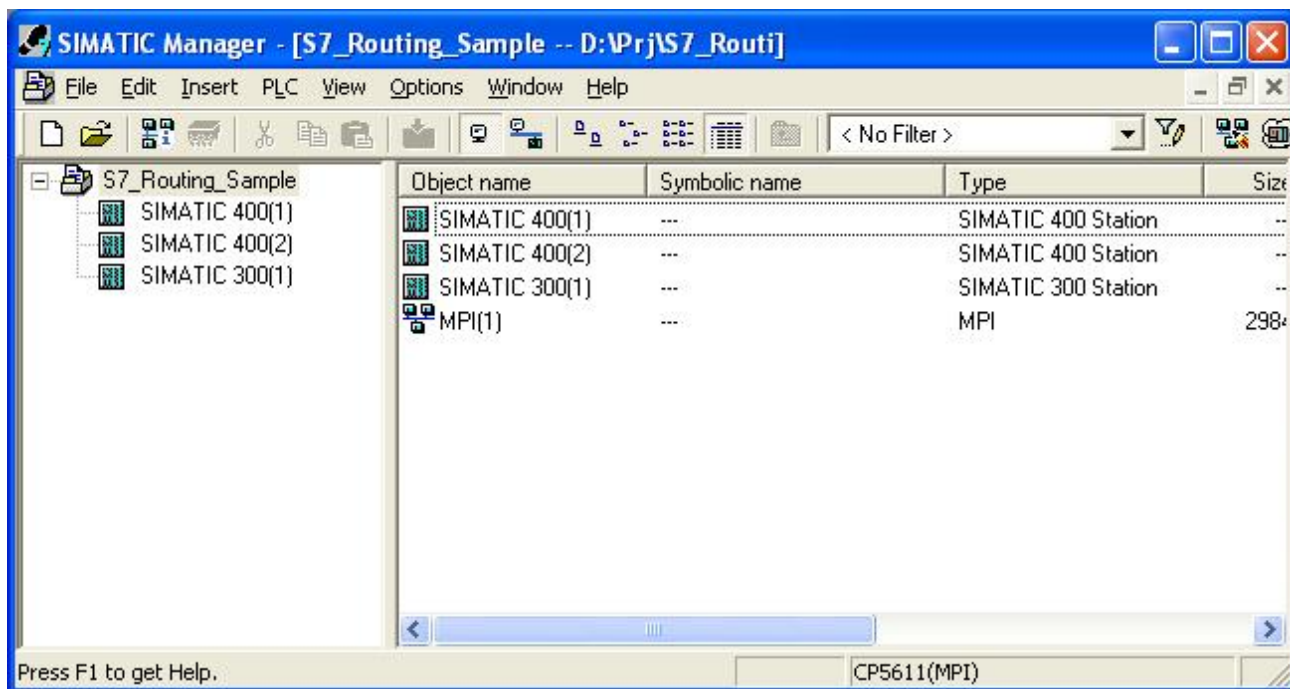 SIMATIC Manager - [S7_Routing_Sample -- D:\Prj\S7_Routi]
File Edit Insert PLC View Options Window Help
< No Filter >
S7_Routing_Sample
SIMATIC 400(1)
SIMATIC 400(2)
SIMATIC 300(1)
Object name Symbolic name Type Size
SIMATIC 400(1) --- SIMATIC 400 Station --
SIMATIC 400(2) --- SIMATIC 400 Station --
SIMATIC 300(1) --- SIMATIC 300 Station --
MPI(1) --- MPI 2984
Press F1 to get Help. CP5611(MPI)